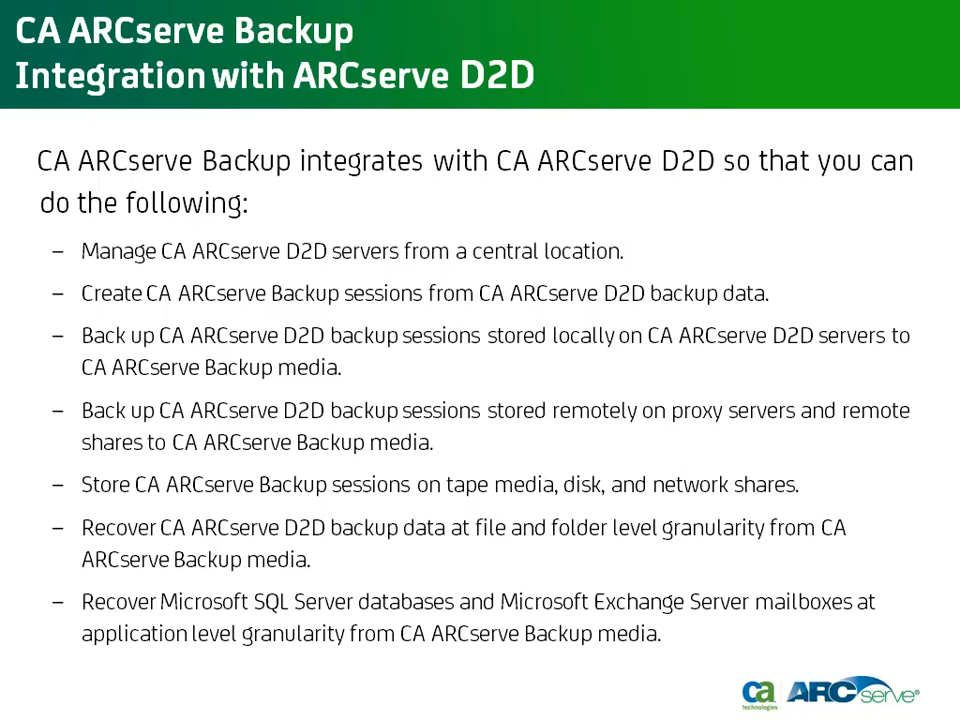 CA ARCserve Backup
Integration with ARCserve D2D
CA ARCserve Backup integrates with CA ARCserve D2D so that you can
do the following:
– Manage CA ARCserve D2D servers from a central location.
– Create CA ARCserve Backup sessions from CA ARCserve D2D backup data.
– Back up CA ARCserve D2D backup sessions stored locally on CA ARCserve D2D servers to
CA ARCserve Backup media.
– Back up CA ARCserve D2D backup sessions stored remotely on proxy servers and remote
shares to CA ARCserve Backup media.
– Store CA ARCserve Backup sessions on tape media, disk, and network shares.
– Recover CA ARCserve D2D backup data at file and folder level granularity from CA
ARCserve Backup media.
– Recover Microsoft SQL Server databases and Microsoft Exchange Server mailboxes at
application level granularity from CA ARCserve Backup media.
ca technologies ARCserve®